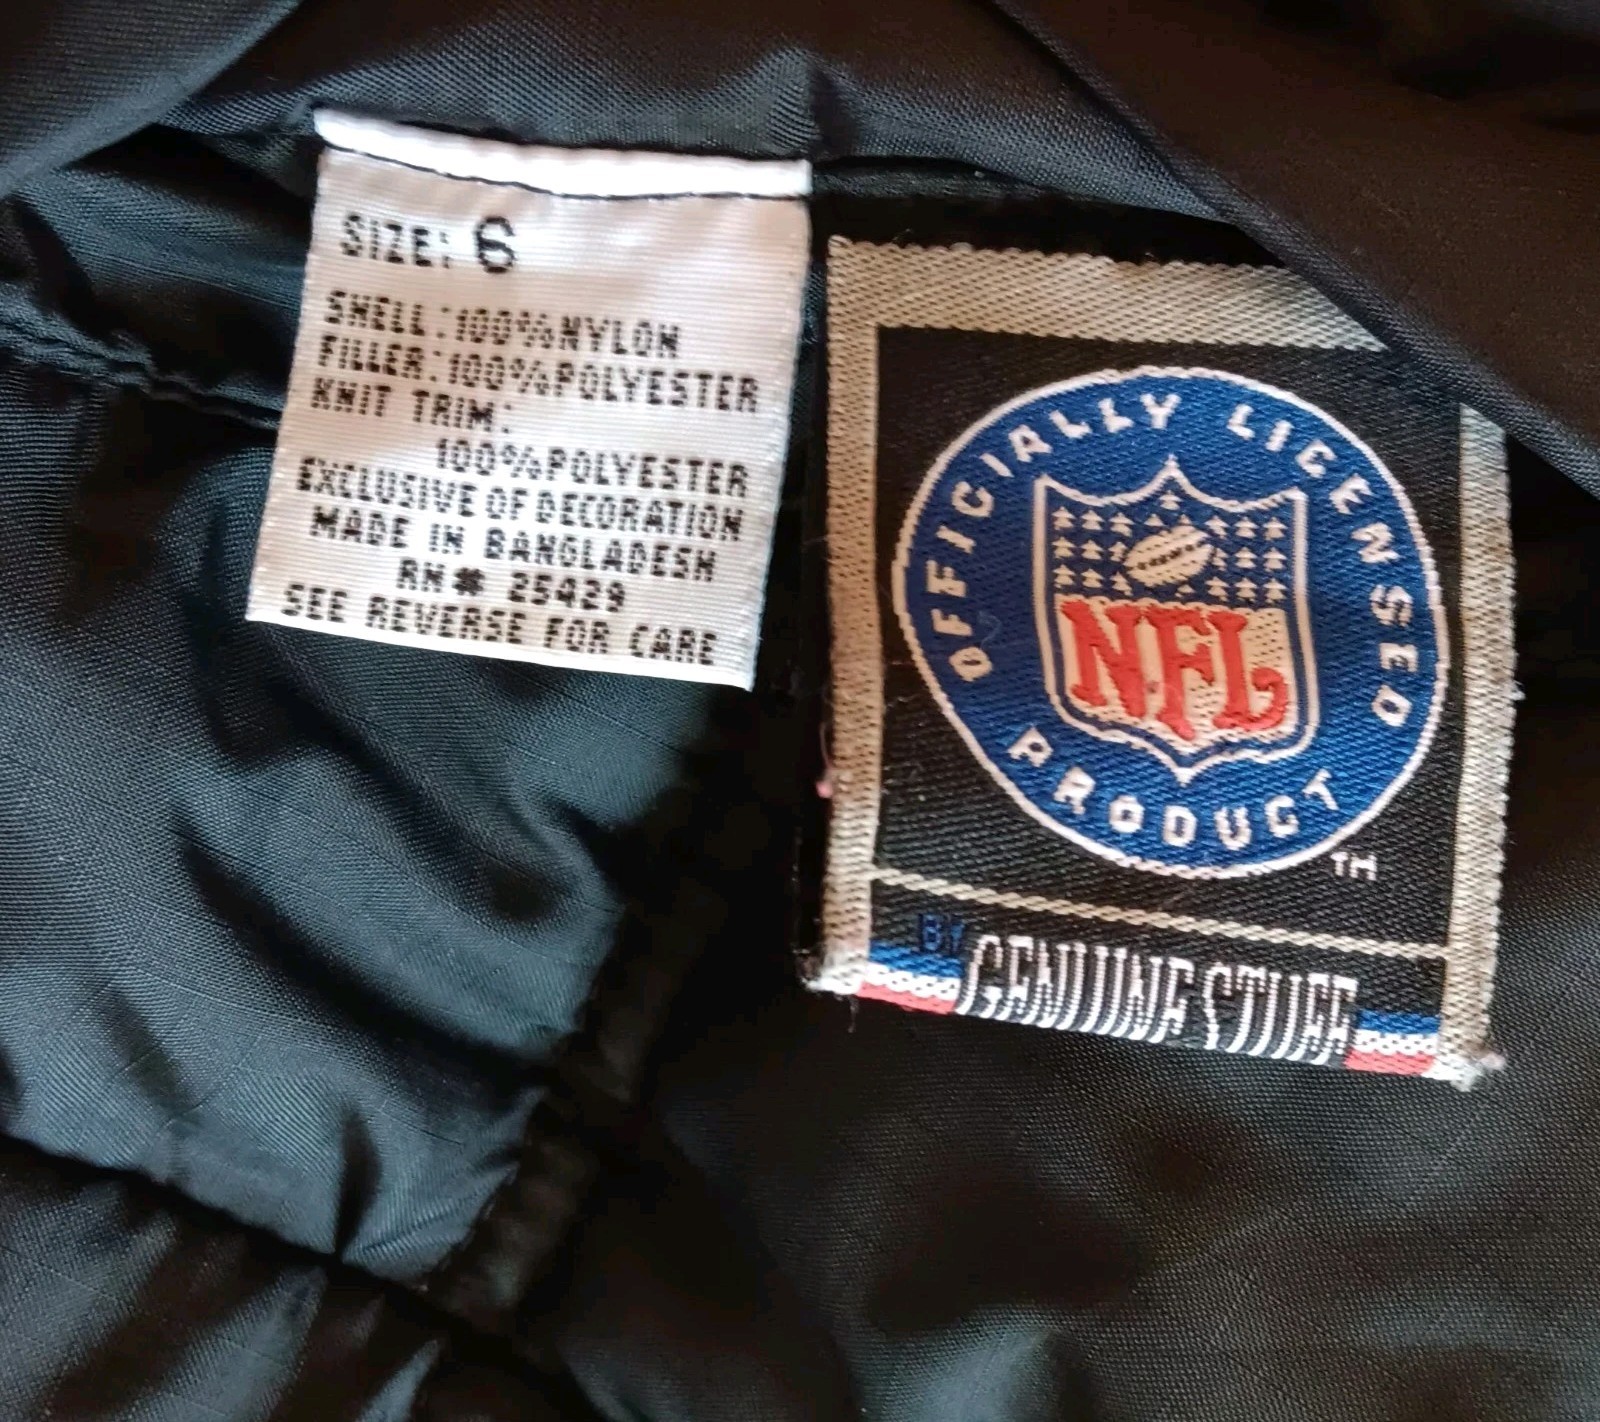 SIZE: 6
SHELL:100%NYLON
FILLER:100%POLYESTER
KNIT TRIM:
100%POLYESTER
EXCLUSIVE OF DECORATION
MADE IN BANGLADESH
RN# 25429
SEE REVERSE FOR CARE
OFFICIALLY LICENSED
NFL
PRODUCT
TM
BY GENUINE STUFF